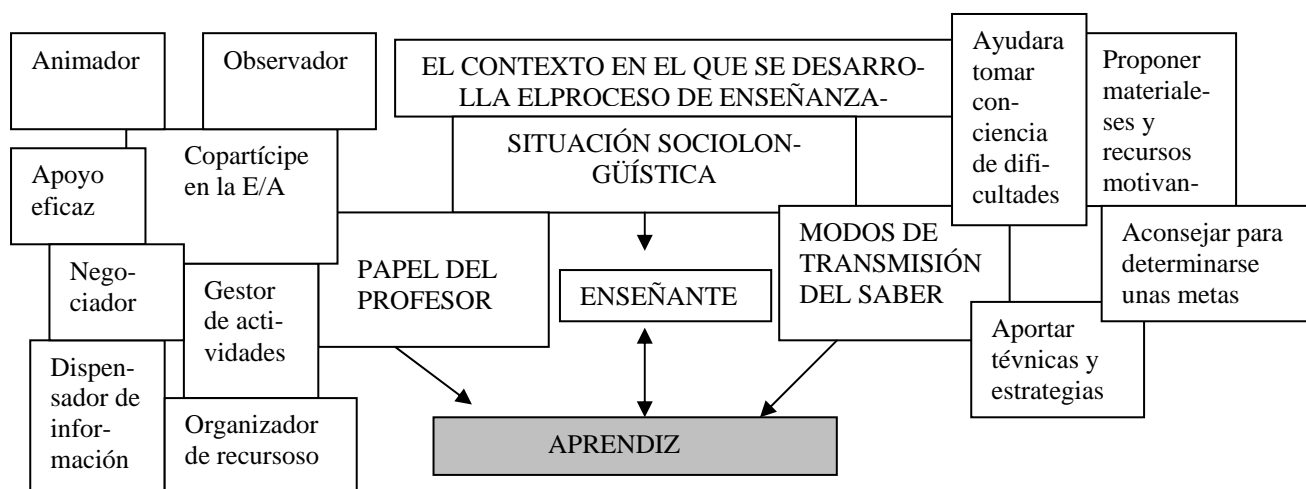 Animador
Observador
EL CONTEXTO EN EL QUE SE DESARRO-
LLA ELPROCESO DE ENSEÑANZA-
Ayudara
tomar
con-
ciencia
de difi-
cultades
Proponer
materiale-
ses y
recursos
motivan-
Apoyo
eficaz
Copartícipe
en la E/A
SITUACIÓN SOCIOLON-
GÜÍSTICA
Nego-
ciador
Gestor
de acti-
vidades
PAPEL DEL
PROFESOR
ENSEÑANTE
MODOS DE
TRANSMISIÓN
DEL SABER
Aconsejar para
determinarse
unas metas
Aportar
tévnicas y
estrategias
Dispen-
sador de
infor-
mación
Organizador
de recursoso
APRENDIZ